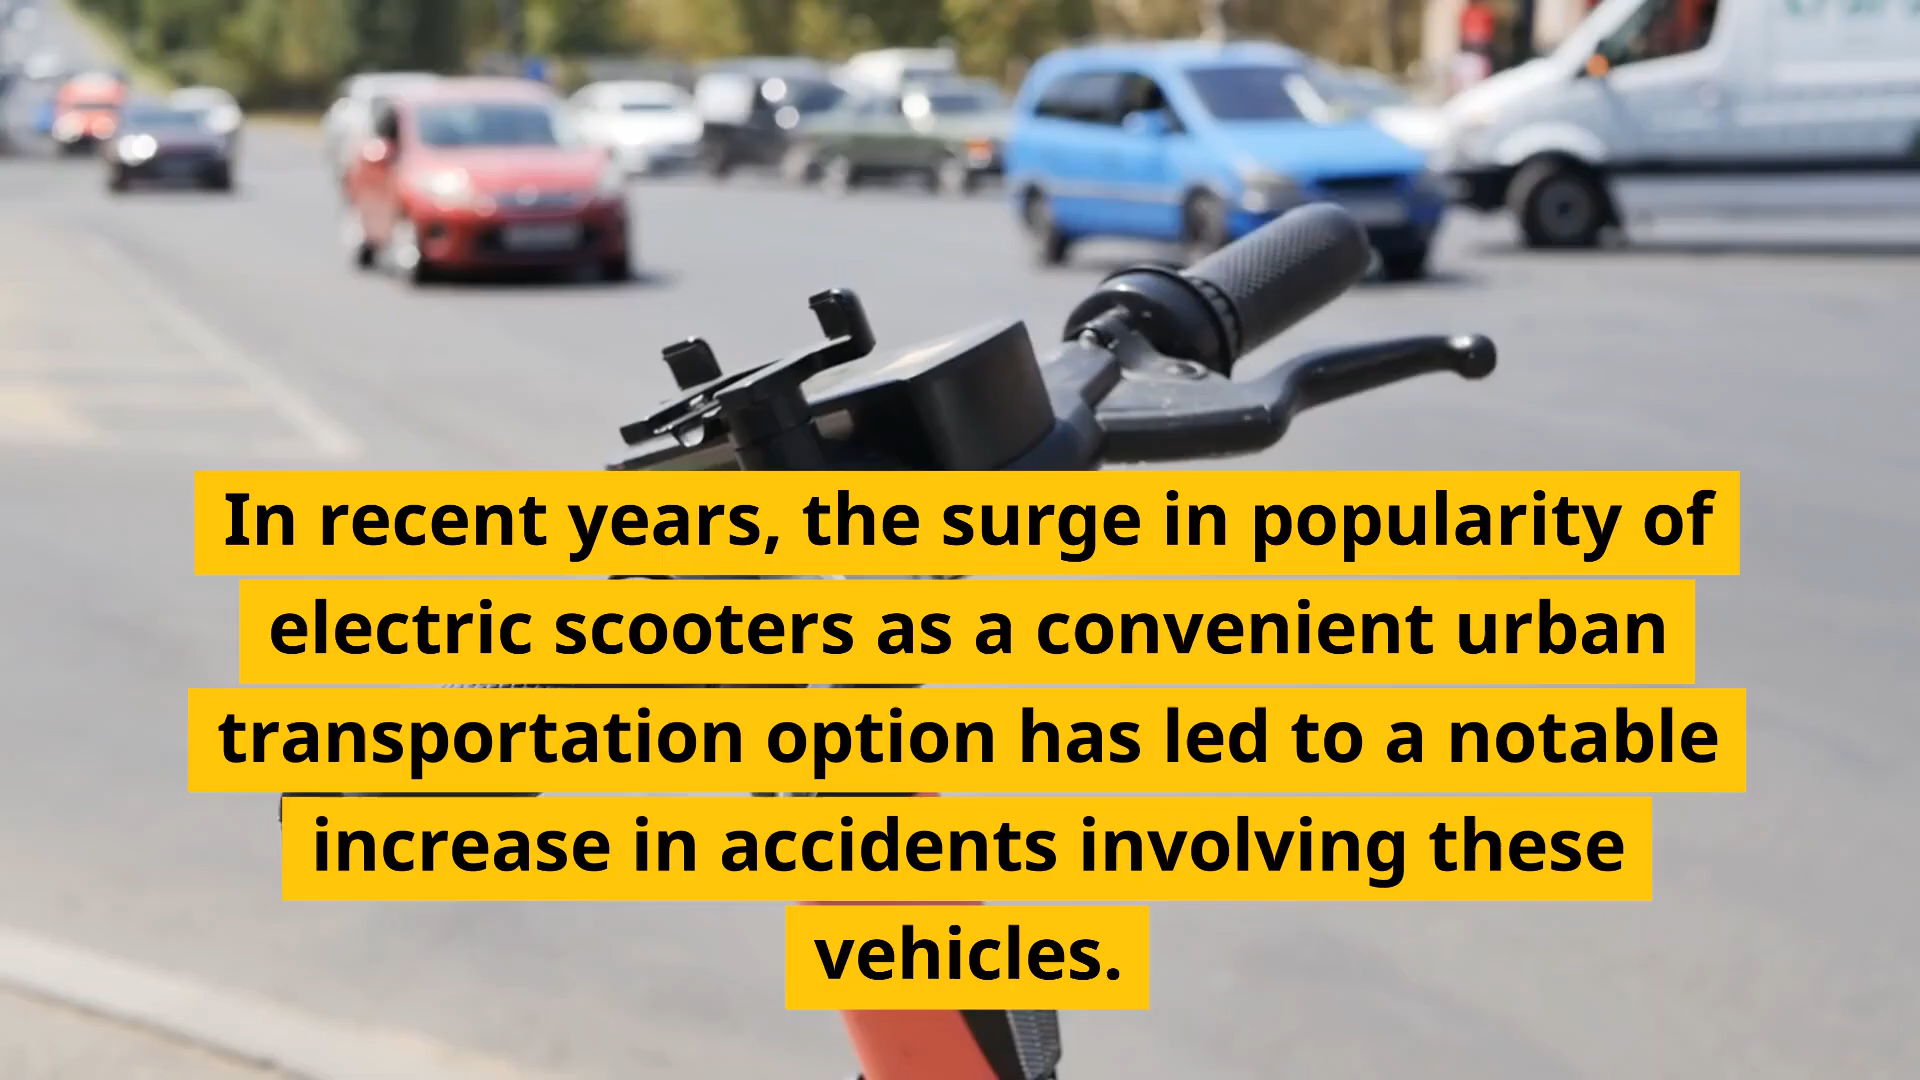 In recent years, the surge in popularity of
electric scooters as a convenient urban
transportation option has led to a notable
increase in accidents involving these
vehicles.